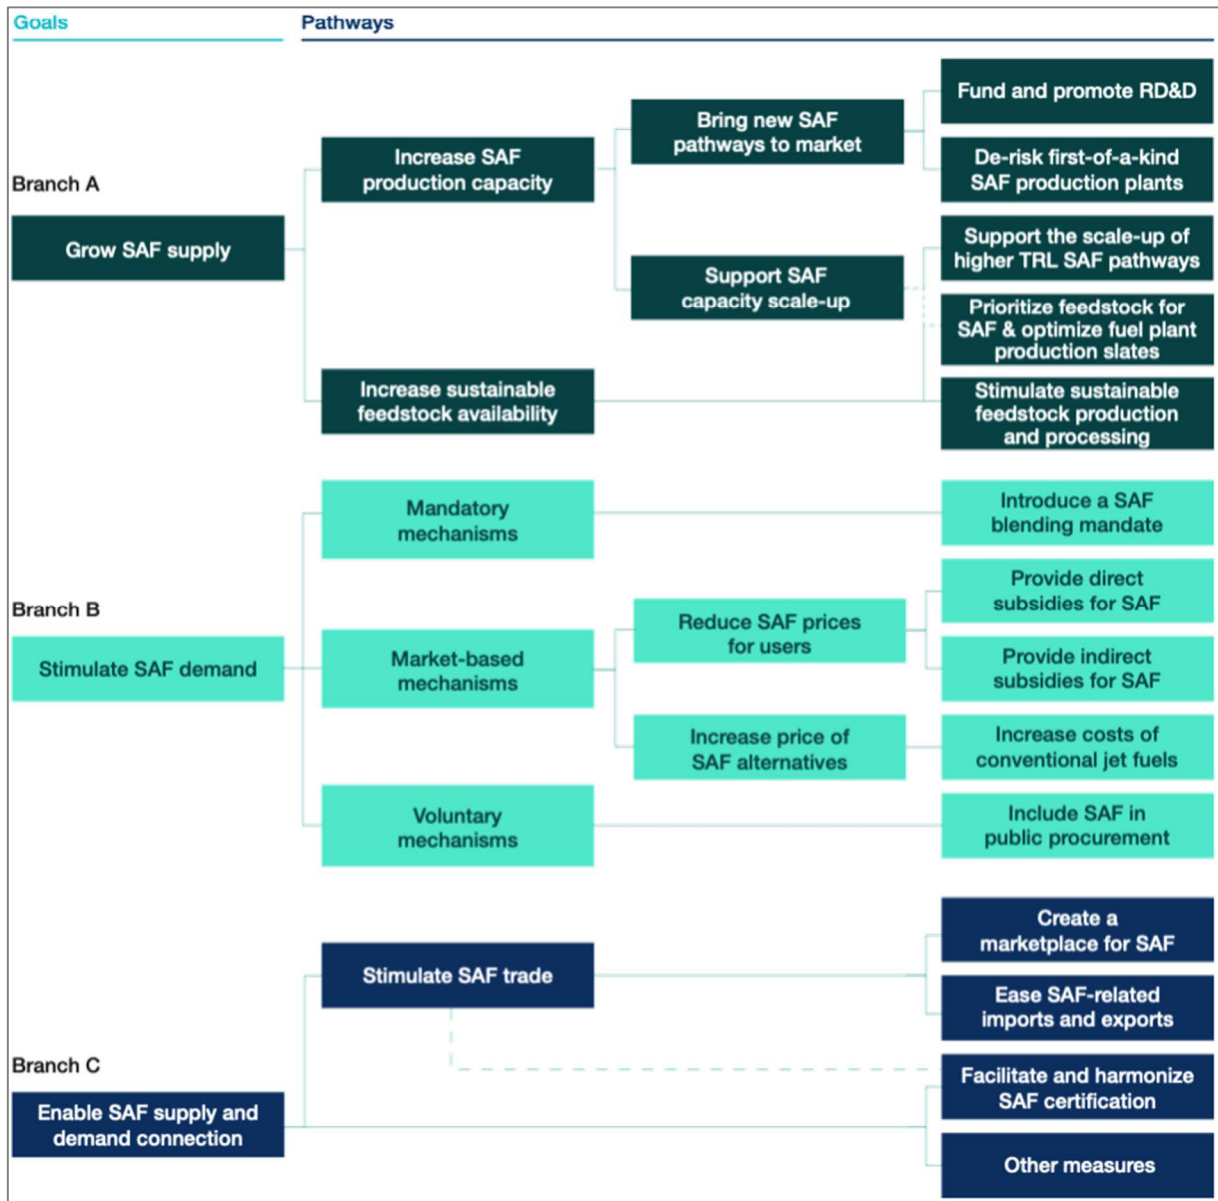 Goals
Pathways
Branch A
Grow SAF supply
Increase SAF
production capacity
Bring new SAF
pathways to market
Fund and promote RD&D
De-risk first-of-a-kind
SAF production plants
Support SAF
capacity scale-up
Support the scale-up of
higher TRL SAF pathways
Prioritize feedstock for
SAF & optimize fuel plant
production slates
Increase sustainable
feedstock availability
Stimulate sustainable
feedstock production
and processing
Branch B
Stimulate SAF demand
Mandatory
mechanisms
Introduce a SAF
blending mandate
Market-based
mechanisms
Reduce SAF prices
for users
Provide direct
subsidies for SAF
Provide indirect
subsidies for SAF
Increase price of
SAF alternatives
Increase costs of
conventional jet fuels
Voluntary
mechanisms
Include SAF in
public procurement
Branch C
Enable SAF supply and
demand connection
Stimulate SAF trade
Create a
marketplace for SAF
Ease SAF-related
imports and exports
Facilitate and harmonize
SAF certification
Other measures